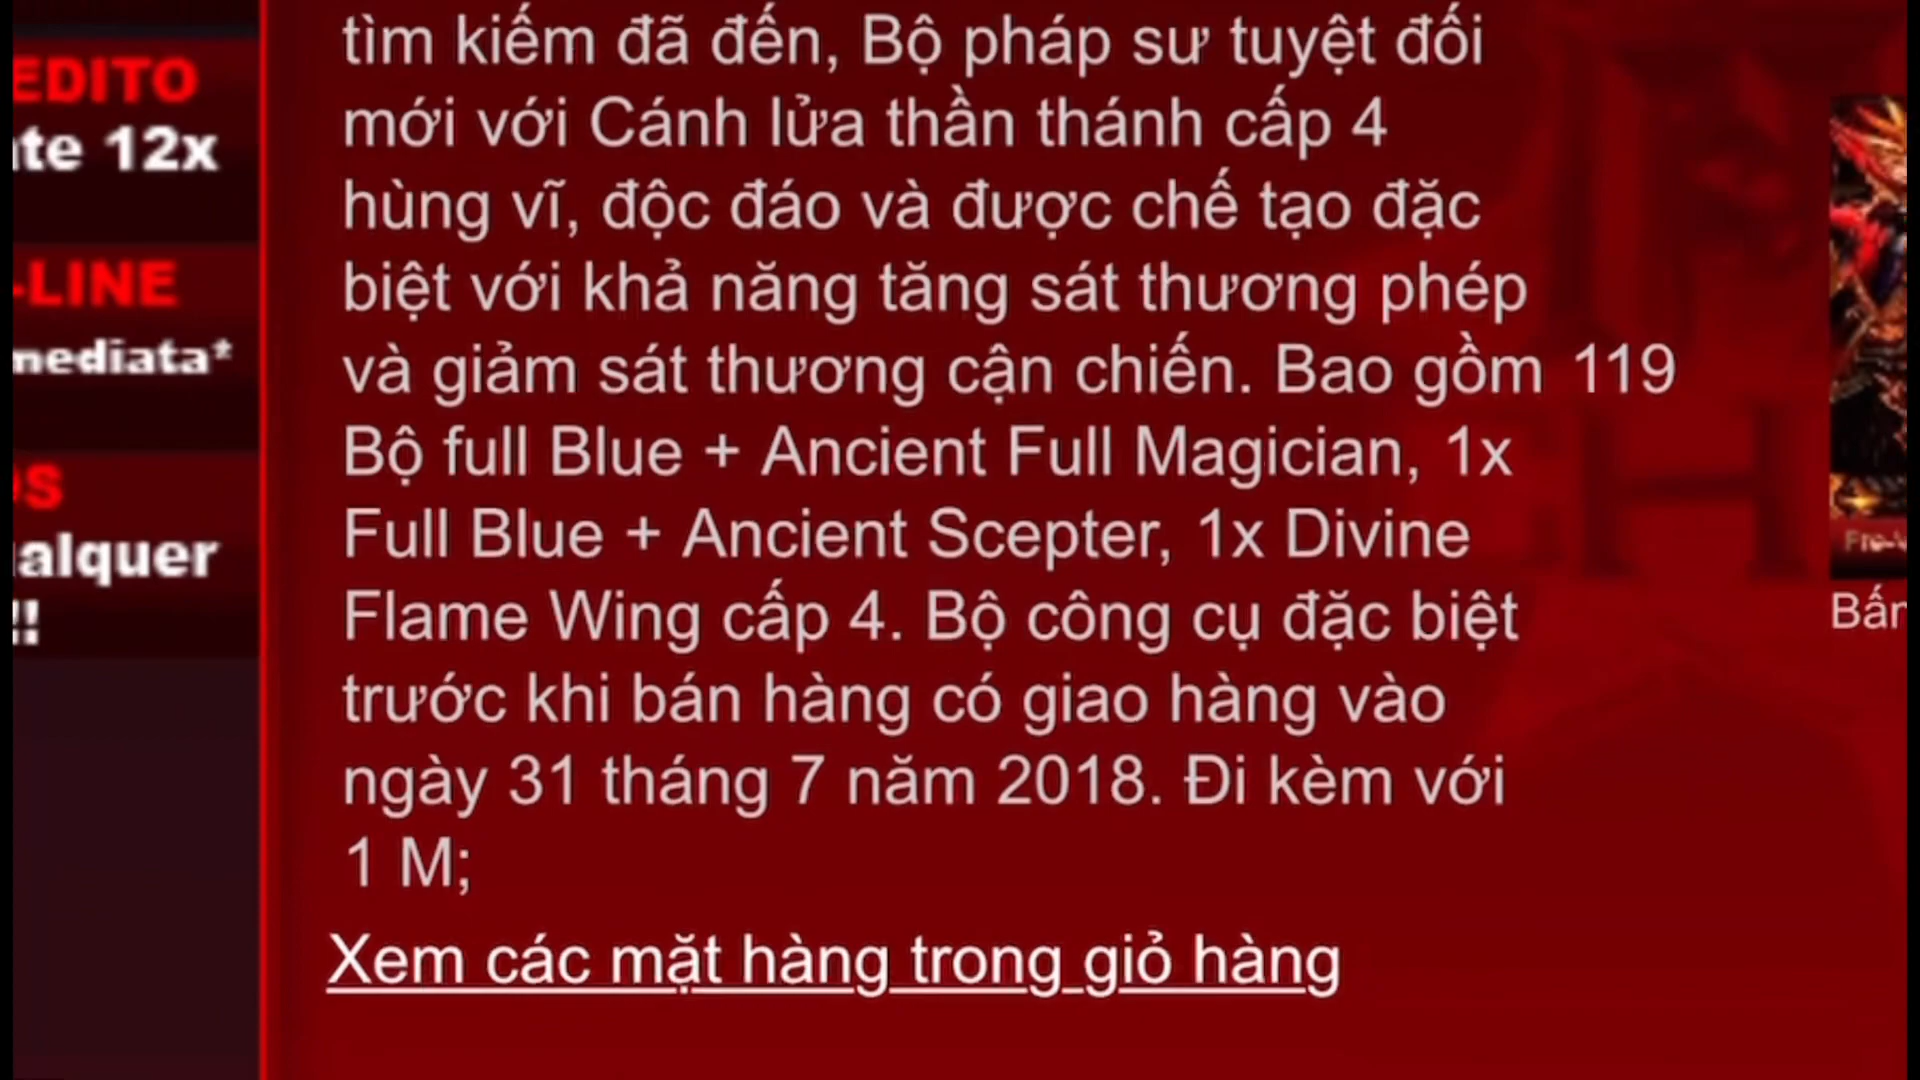 EDITO
te 12x
-LINE
mediata*
OS
alquer
!!
tìm kiếm đã đến, Bộ pháp sư tuyệt đối
mới với Cánh lửa thần thánh cấp 4
hùng vĩ, độc đáo và được chế tạo đặc
biệt với khả năng tăng sát thương phép
và giảm sát thương cận chiến. Bao gồm 119
Bộ full Blue + Ancient Full Magician, 1x
Full Blue + Ancient Scepter, 1x Divine
Flame Wing cấp 4. Bộ công cụ đặc biệt
trước khi bán hàng có giao hàng vào
ngày 31 tháng 7 năm 2018. Đi kèm với
1 M;
Xem các mặt hàng trong giỏ hàng
Bấ